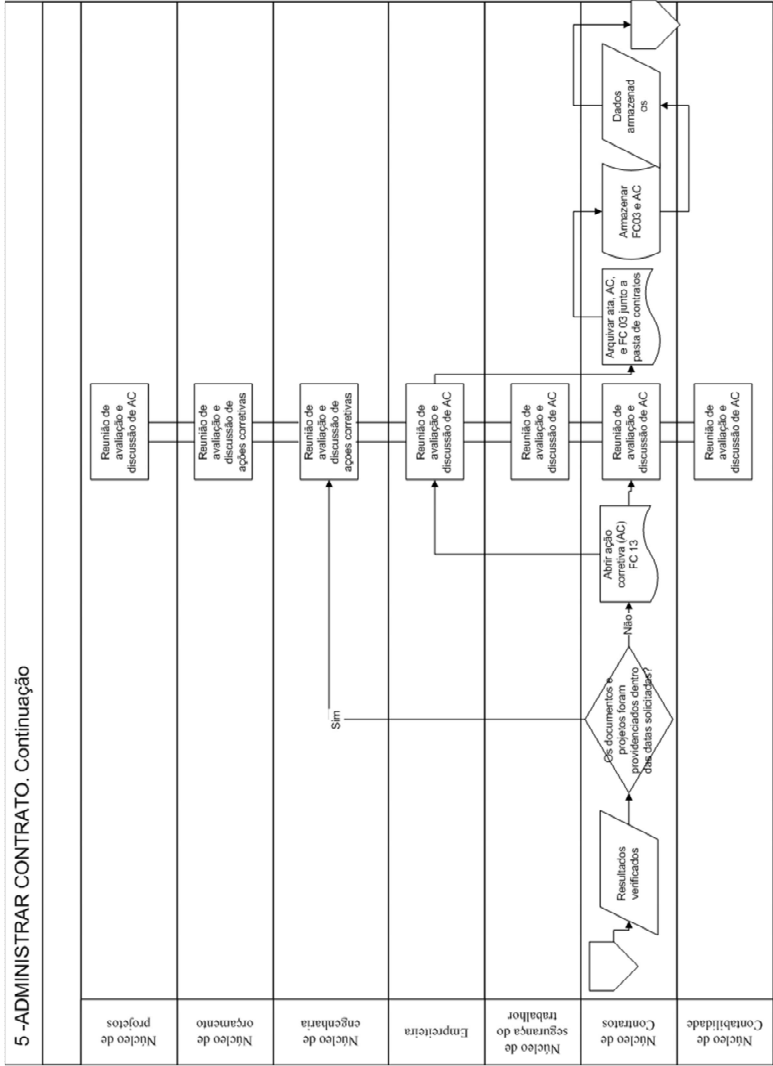 5 -ADMINISTRAR CONTRATO. Continuação
Núcleo de
projetos
Reunião de
avaliação e
discussão de AC
Núcleo de
orçamento
Reunião de
avaliação e
discussão de
ações corretivas
Núcleo de
engenharia
Sim
Reunião de
avaliação e
discussão de
açoes corretivas
Empreiteira
Reunião de
avaliação e
discussão de AC
Núcleo de
segurança do
trabalhor
Reunião de
avaliação e
discussão de AC
Núcleo de
Contratos
Resultados
verificados
Os documentos e
projetos foram
providenciados dentro
das datas solicitadas?
Não
Abrir ação
corretiva (AC)
FC 13
Reunião de
avaliação e
discussão de AC
Arquivar ata, AC,
e FC 03 junto a
pasta de contratos
Armazenar
FC03 e AC
Dados
armazenad
os
Núcleo de
Contabilidade
Reunião de
avaliação e
discussão de AC